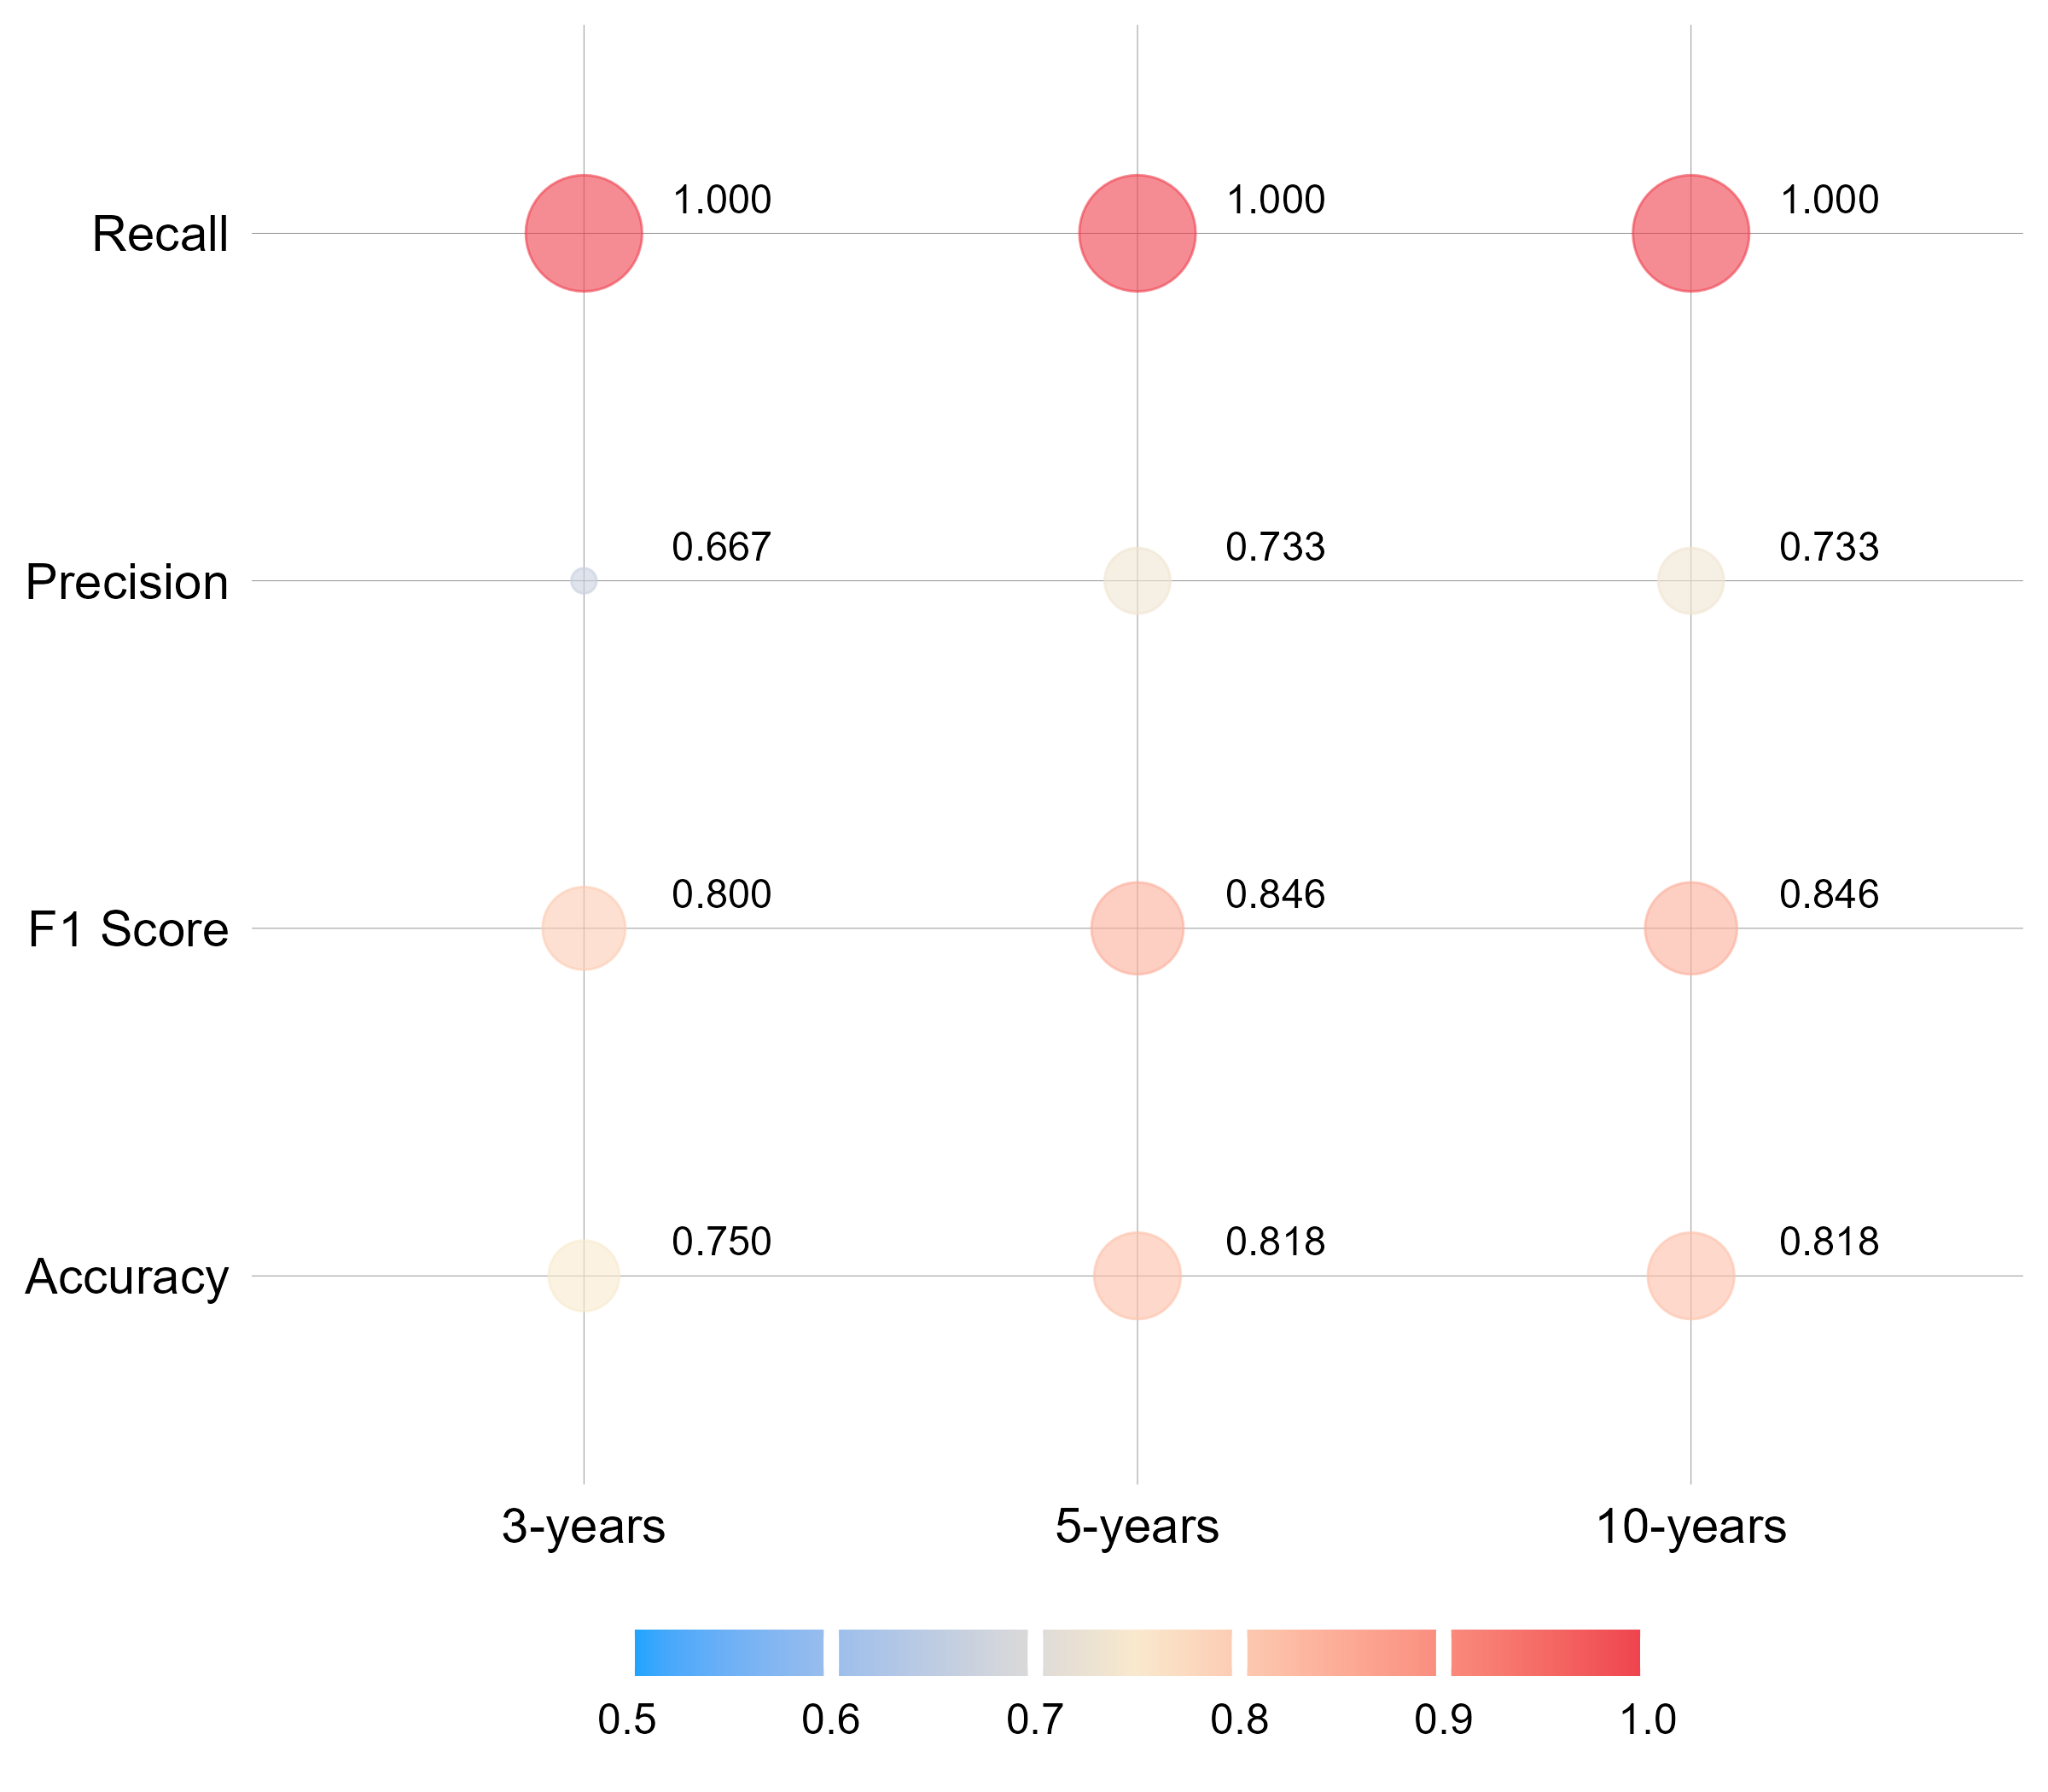 Recall 1.000 1.000 1.000
Precision 0.667 0.733 0.733
F1 Score 0.800 0.846 0.846
Accuracy 0.750 0.818 0.818
3-years 5-years 10-years
0.5 0.6 0.7 0.8 0.9 1.0